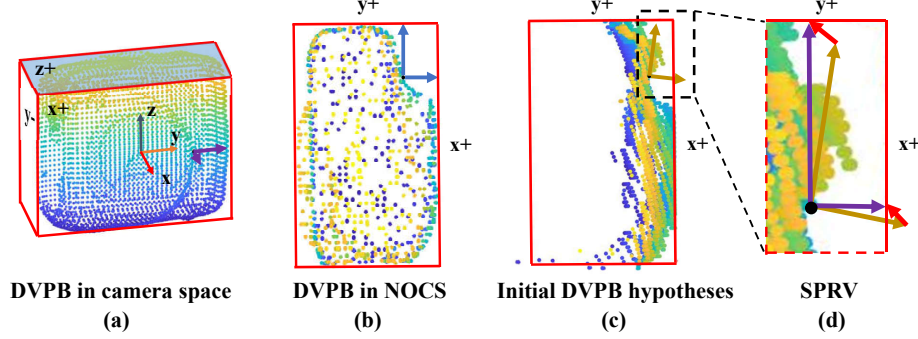 y+
y+
y+
z+
x+
y-
z
y
x
x+
x+
x+
DVPB in camera space
DVPB in NOCS
Initial DVPB hypotheses
SPRV
(a)
(b)
(c)
(d)